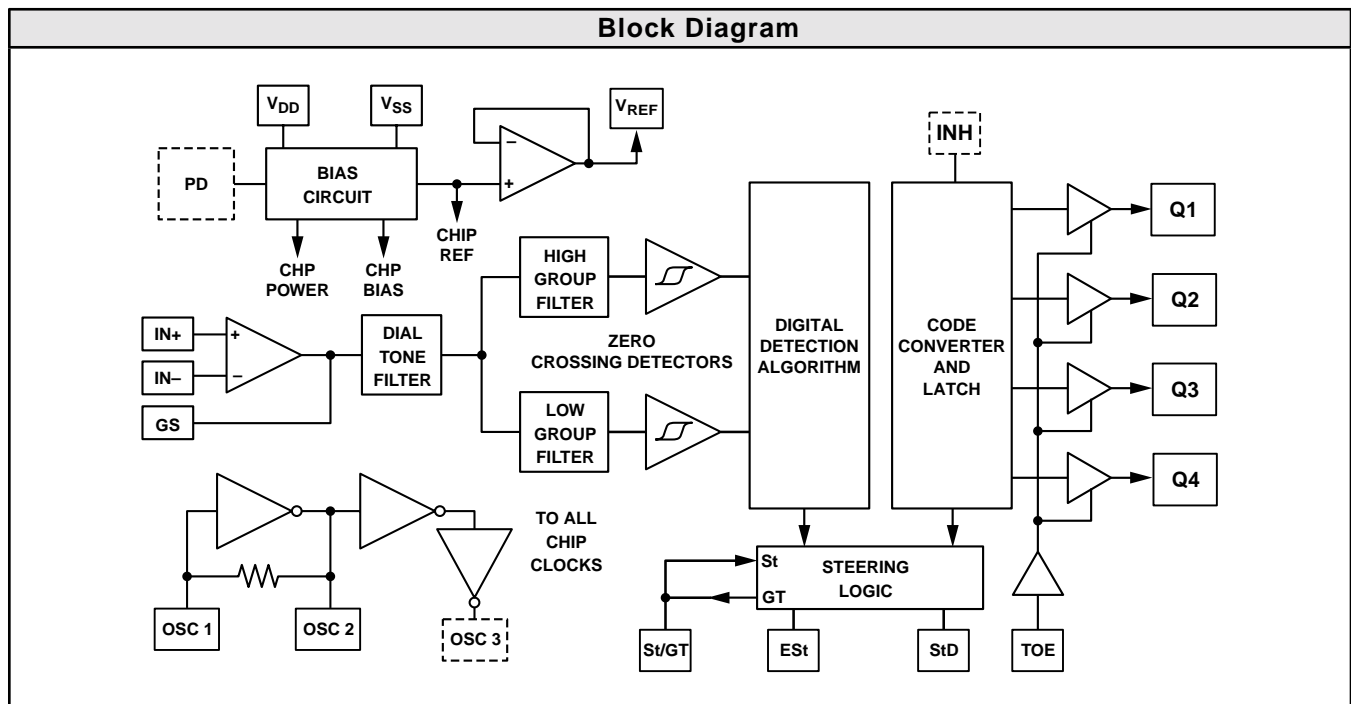 Block Diagram
VDD
VSS
VREF
INH
PD
BIAS
CIRCUIT
−
+
Q1
CHIP
REF
CHP
POWER
CHP
BIAS
HIGH
GROUP
FILTER
Q2
IN+
+
IN–
−
GS
DIAL
TONE
FILTER
ZERO
CROSSING DETECTORS
DIGITAL
DETECTION
ALGORITHM
CODE
CONVERTER
AND
LATCH
Q3
LOW
GROUP
FILTER
Q4
TO ALL
CHIP
CLOCKS
St
GT
STEERING
LOGIC
OSC 1
OSC 2
OSC 3
St/GT
ESt
StD
TOE